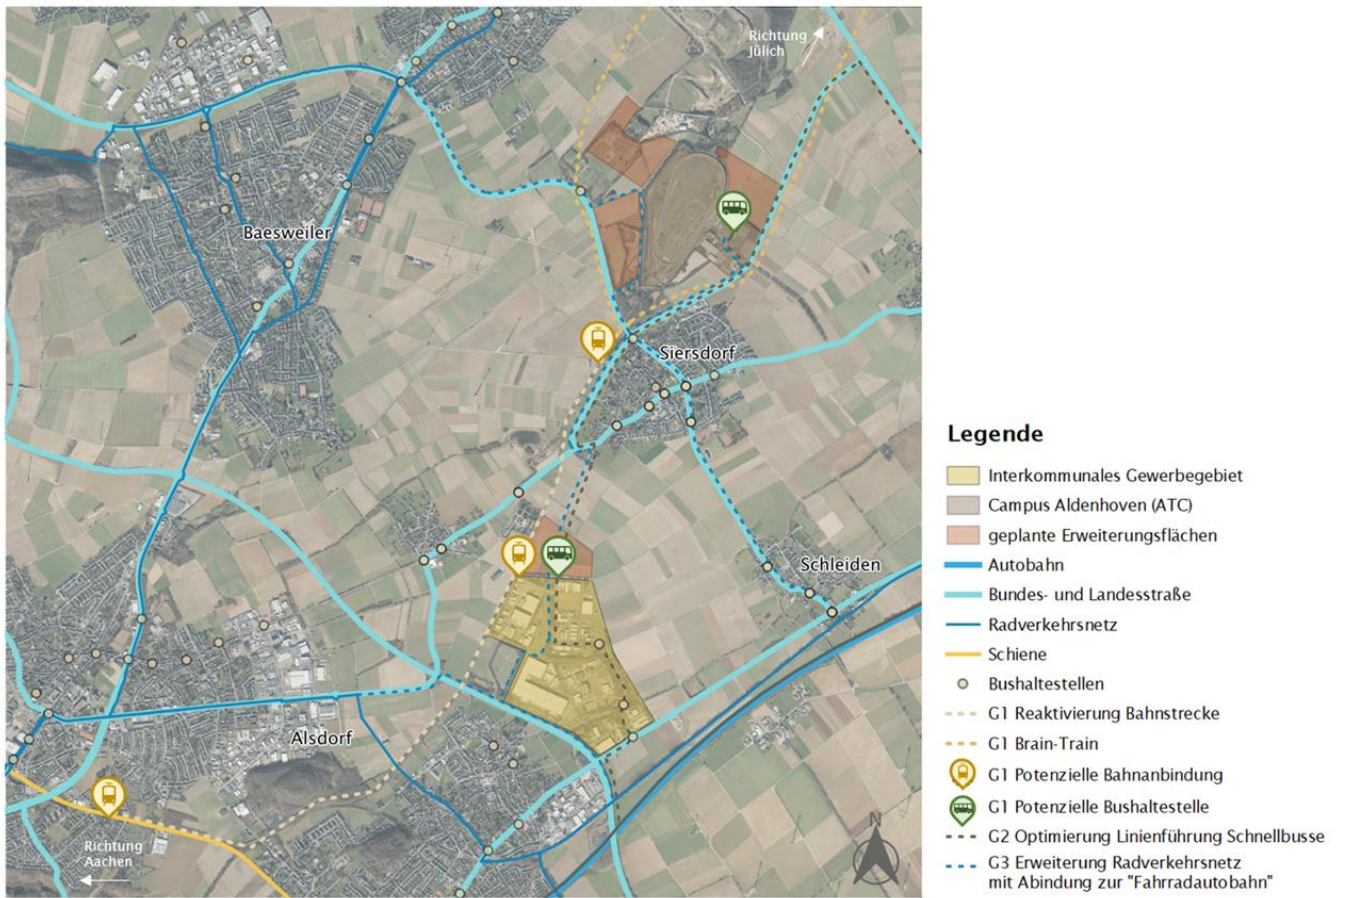 Richtung
Jülich
Baesweiler
Siersdorf
Schleiden
Alsdorf
Richtung
Aachen
N
Legende
Interkommunales Gewerbegebiet
Campus Aldenhoven (ATC)
geplante Erweiterungsflächen
Autobahn
Bundes- und Landesstraße
Radverkehrsnetz
Schiene
Bushaltestellen
G1 Reaktivierung Bahnstrecke
G1 Brain-Train
G1 Potenzielle Bahnanbindung
G1 Potenzielle Bushaltestelle
G2 Optimierung Linienführung Schnellbusse
G3 Erweiterung Radverkehrsnetz
mit Abindung zur "Fahrradautobahn"